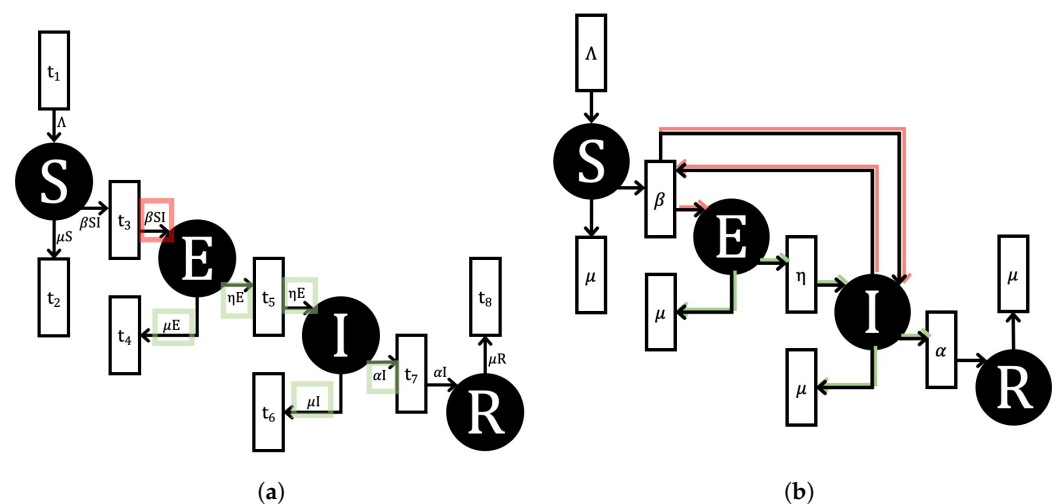 t₁
Λ
S
βSI
μS
t₂
t₃
βSI
E
μE
t₄
ηE
t₅
ηE
I
μI
t₆
αI
t₇
αI
R
μR
t₈
(a)
Λ
S
μ
β
E
μ
η
I
μ
α
R
μ
(b)